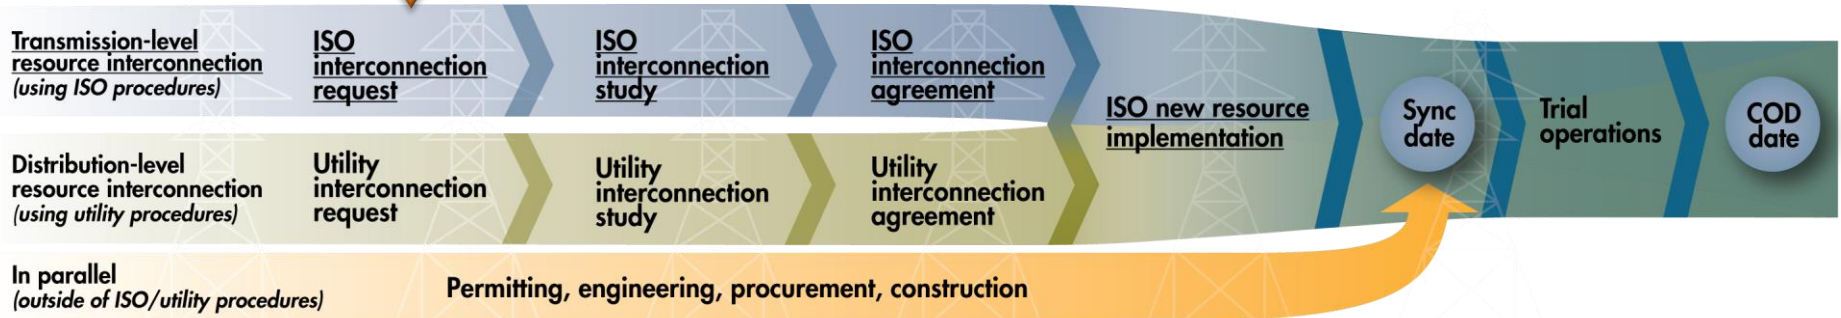 Transmission-level
resource interconnection
(using ISO procedures)
ISO
interconnection
request
ISO
interconnection
study
ISO
interconnection
agreement
Distribution-level
resource interconnection
(using utility procedures)
Utility
interconnection
request
Utility
interconnection
study
Utility
interconnection
agreement
ISO new resource
implementation
Sync
date
Trial
operations
COD
date
In parallel
(outside of ISO/utility procedures)
Permitting, engineering, procurement, construction